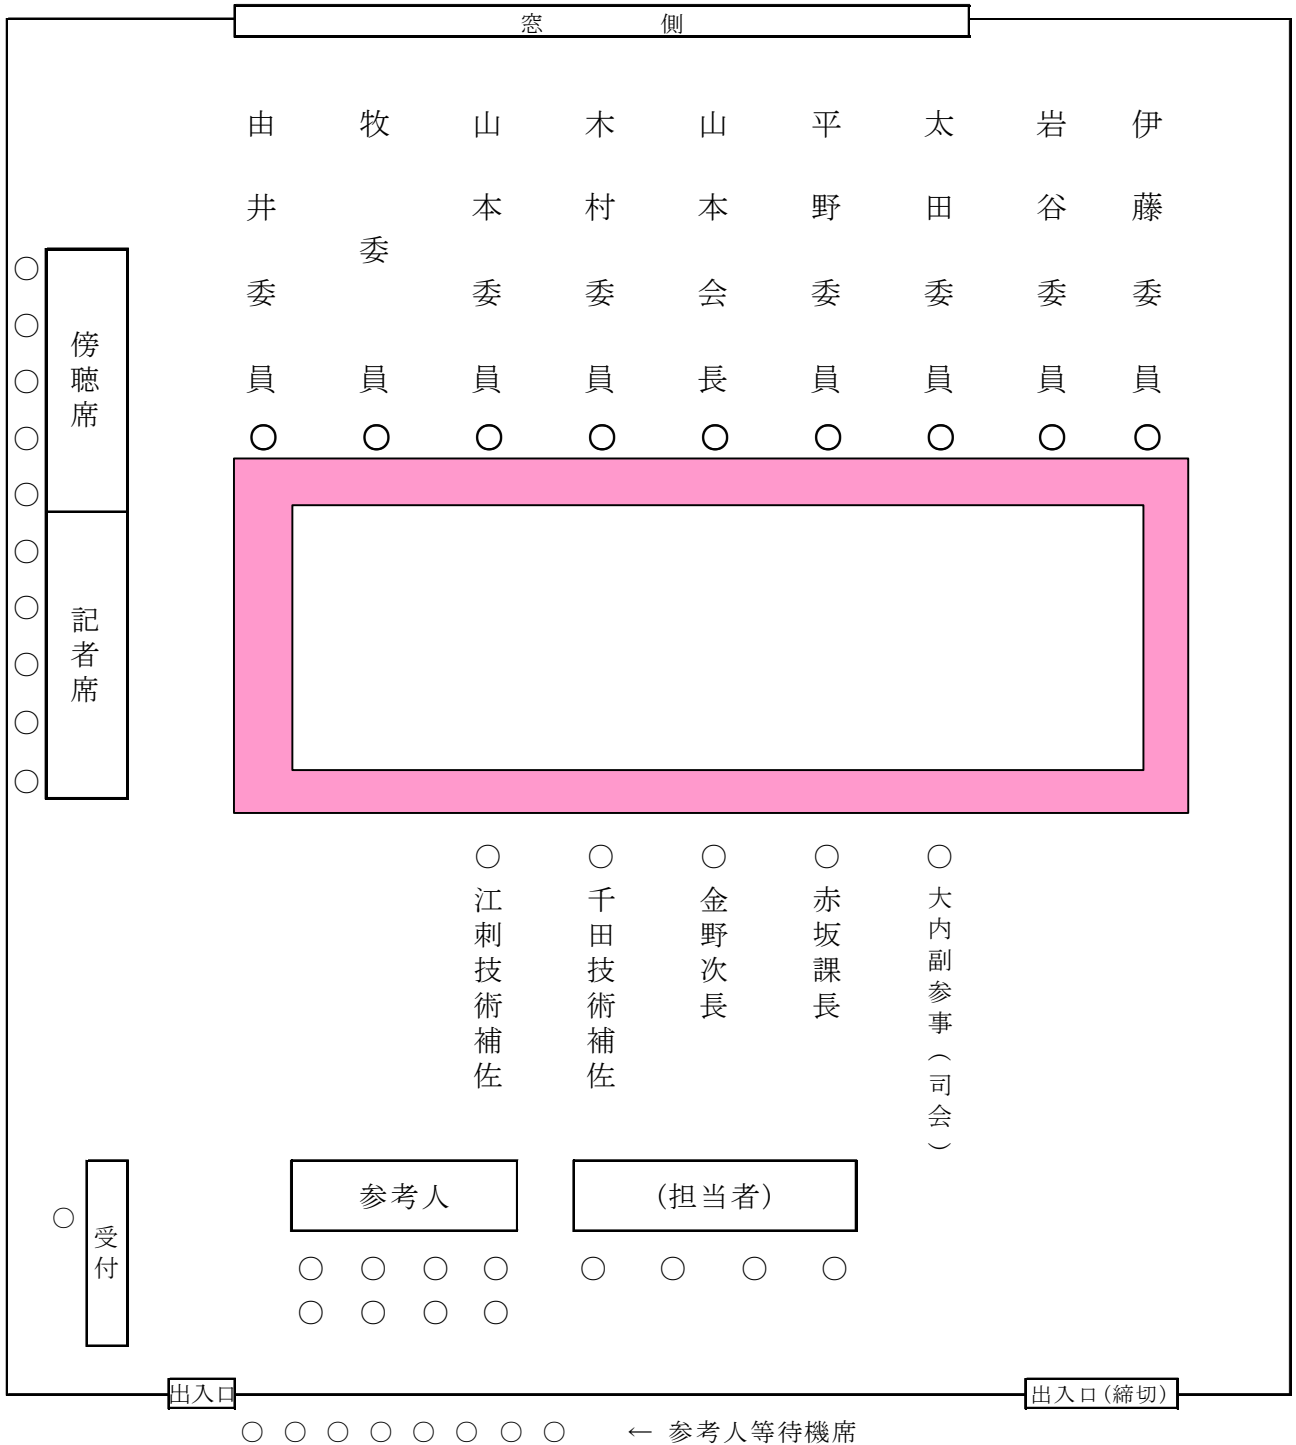 窓側
由井委員
牧委員
山本委員
木村委員
山本会長
平野委員
太田委員
岩谷委員
伊藤委員
傍聴席
記者席
江刺技術補佐
千田技術補佐
金野次長
赤坂課長
大内副参事(司会)
受付
参考人
(担当者)
出入口
出入口(締切)
← 参考人等待機席